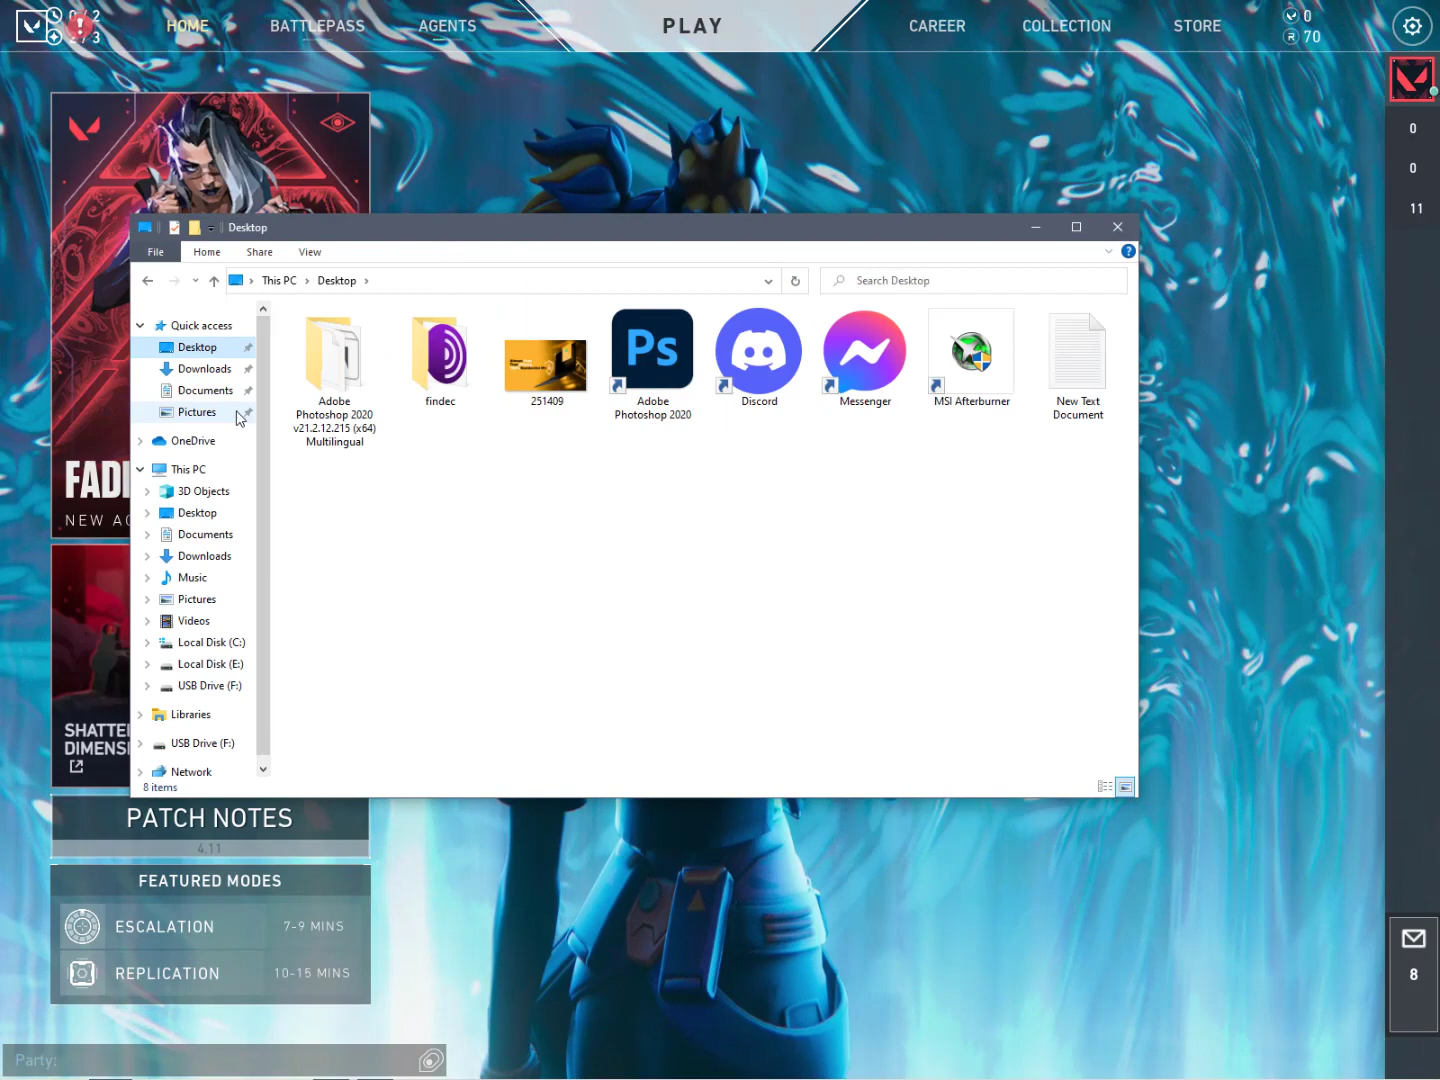 2 / 3
HOME
BATTLEPASS
AGENTS
PLAY
CAREER
COLLECTION
STORE
0
R 70
0
0
11
FAD
NEW AG
SHATTE
DIMENSI
Desktop
File
Home
Share
View
This PC
Desktop
Search Desktop
Quick access
Desktop
Downloads
Documents
Pictures
OneDrive
This PC
3D Objects
Desktop
Documents
Downloads
Music
Pictures
Videos
Local Disk (C:)
Local Disk (E:)
USB Drive (F:)
Libraries
USB Drive (F:)
Network
8 items
Adobe
Photoshop 2020
v21.2.12.215 (x64)
Multilingual
findec
251409
Ps
Adobe
Photoshop 2020
Discord
Messenger
MSI Afterburner
New Text
Document
PATCH NOTES
4.11
FEATURED MODES
ESCALATION
7-9 MINS
REPLICATION
10-15 MINS
Party:
8